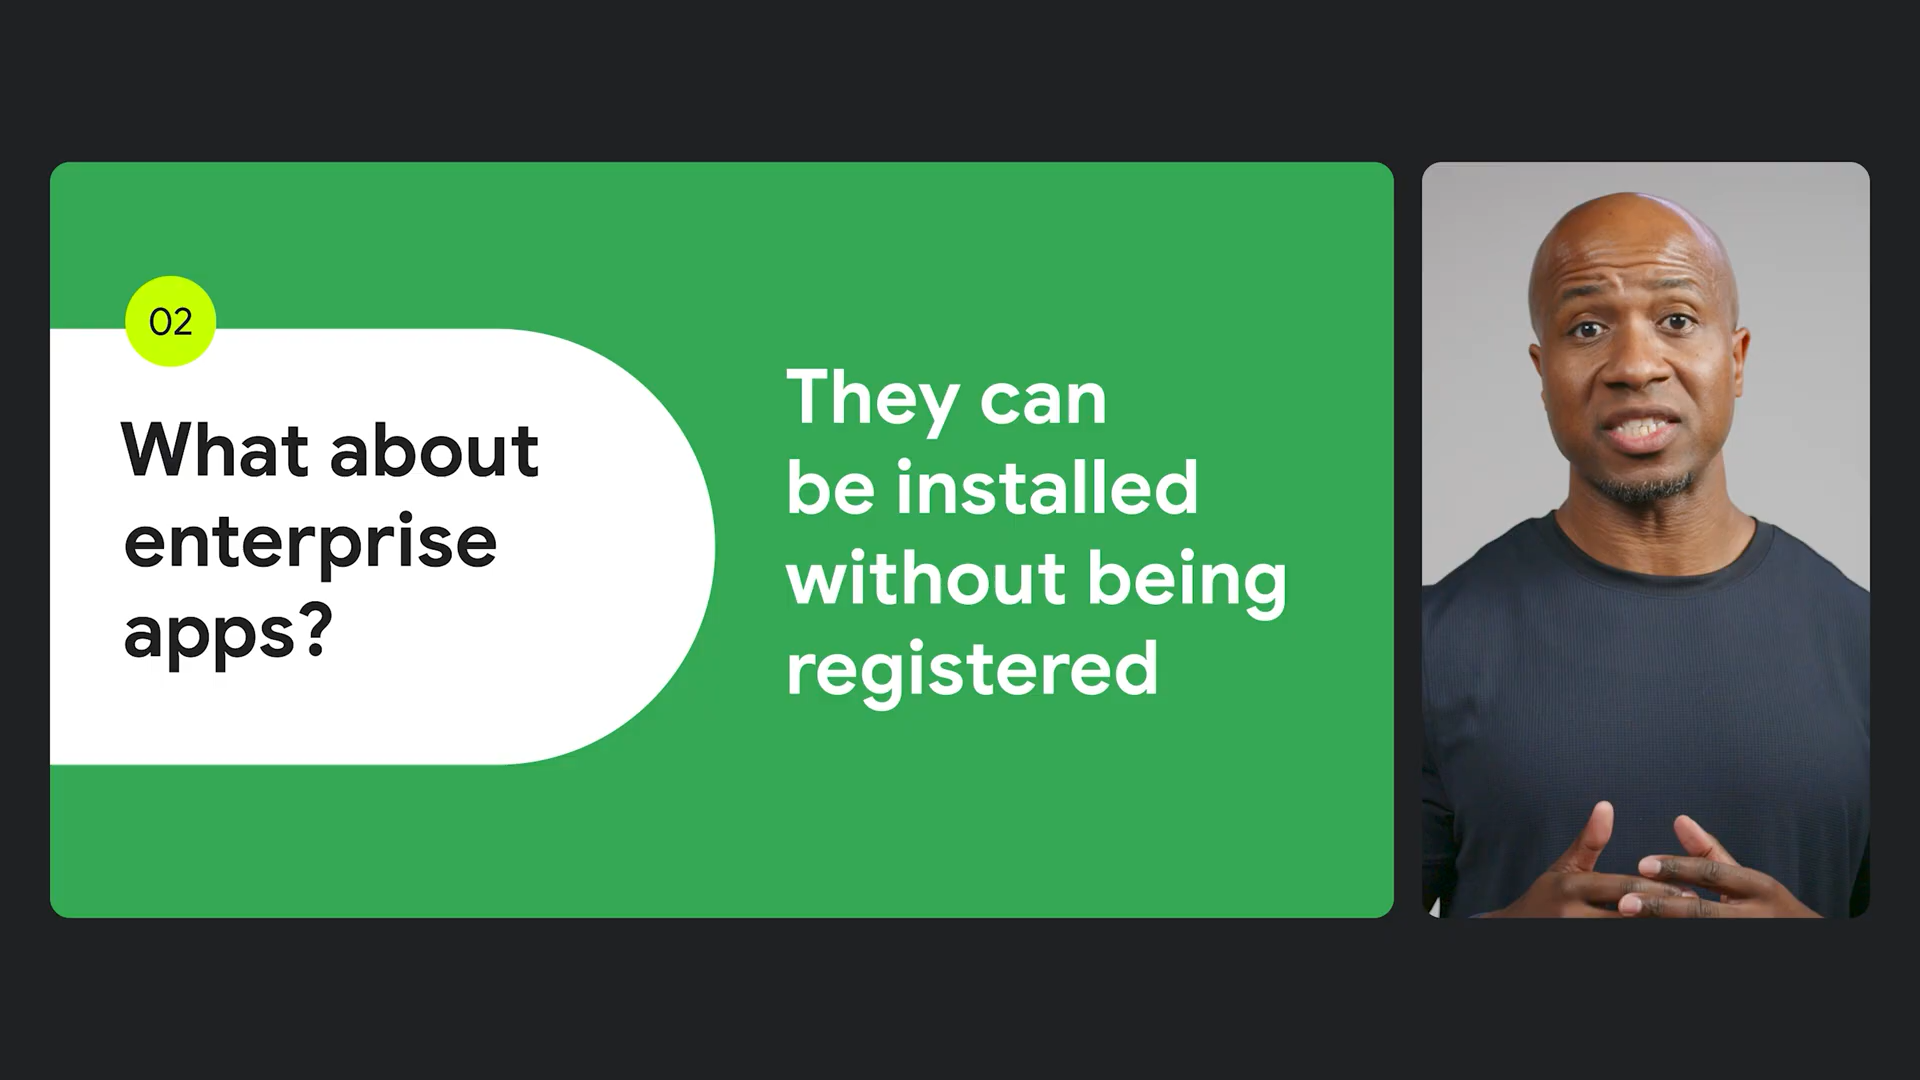 02
What about
enterprise
apps?
They can
be installed
without being
registered